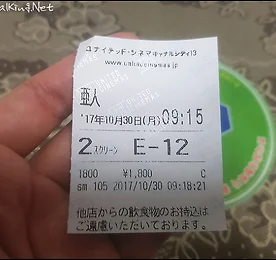 alking.Net
ユナイテッド・シネマキャナルシティ13
www.unitedcinemas.jp
亜人
'17年10月30日(月)09:15
2スクリーン E-12
1800 ¥1,800 C
sm 105 2017/10/30 09:18:21
他店からの飲食物のお持込は
ご遠慮いただいております。